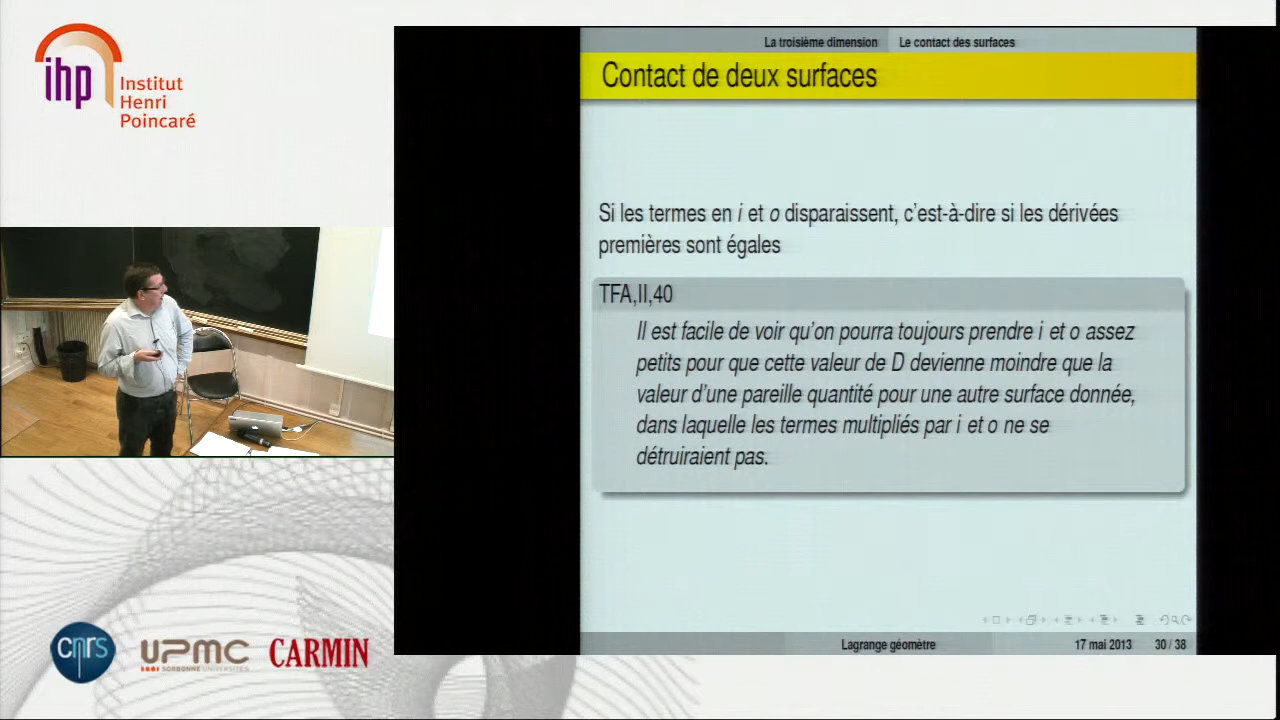 ihp
Institut
Henri
Poincaré
La troisième dimension Le contact des surfaces
Contact de deux surfaces
Si les termes en i et o disparaissent, c'est-à-dire si les dérivées
premières sont égales
TFA,II,40
Il est facile de voir qu'on pourra toujours prendre i et o assez
petits pour que cette valeur de D devienne moindre que la
valeur d'une pareille quantité pour une autre surface donnée,
dans laquelle les termes multipliés par i et o ne se
détruiraient pas.
Lagrange géomètre 17 mai 2013 30 / 38
cnrs
UPMC
SORBONNE UNIVERSITÉS
CARMIN